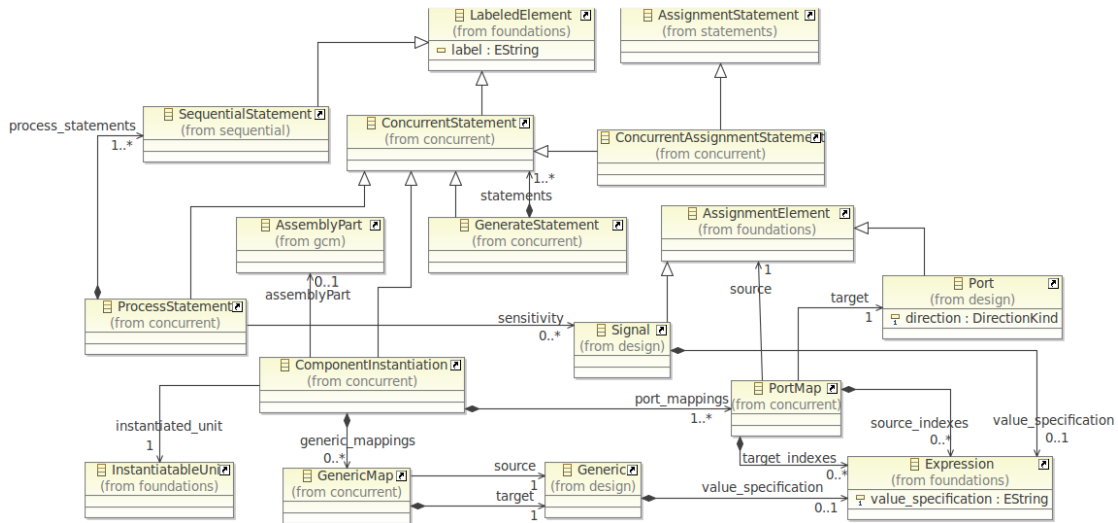 LabeledElement
(from foundations)
label : EString
AssignmentStatement
(from statements)
process_statements
1..*
SequentialStatement
(from sequential)
ConcurrentStatement
(from concurrent)
ConcurrentAssignmentStatement
(from concurrent)
1..*
statements
AssemblyPart
(from gcm)
GenerateStatement
(from concurrent)
AssignmentElement
(from foundations)
0..1
assemblyPart
1
source
Port
(from design)
direction : DirectionKind
target
1
ProcessStatement
(from concurrent)
sensitivity
0..*
Signal
(from design)
ComponentInstantiation
(from concurrent)
PortMap
(from concurrent)
port_mappings
1..*
instantiated_unit
1
generic_mappings
0..*
source_indexes
0..*
value_specification
0..1
target_indexes
0..*
InstantiatableUni
(from foundations)
GenericMap
(from concurrent)
source
1
target
1
Generic
(from design)
value_specification
0..1
Expression
(from foundations)
value_specification : EString